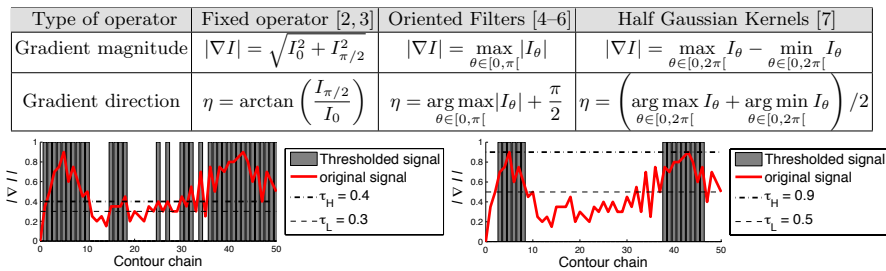 Type of operator Fixed operator [2, 3] Oriented Filters [4–6] Half Gaussian Kernels [7]
Gradient magnitude |∇I| = √(I_0^2 + I_{π/2}^2) |∇I| = max_{θ∈[0,π[} |I_θ| |∇I| = max_{θ∈[0,2π[} I_θ − min_{θ∈[0,2π[} I_θ
Gradient direction η = arctan (I_{π/2} / I_0) η = arg max_{θ∈[0,π[} |I_θ| + π/2 η = (arg max_{θ∈[0,2π[} I_θ + arg min_{θ∈[0,2π[} I_θ) /2
1
0.8
0.6
0.4
0.2
0
| ∇ I |
0 10 20 30 40 50
Contour chain
Thresholded signal
original signal
τ_H = 0.4
τ_L = 0.3
1
0.8
0.6
0.4
0.2
0
| ∇ I |
0 10 20 30 40 50
Contour chain
Thresholded signal
original signal
τ_H = 0.9
τ_L = 0.5